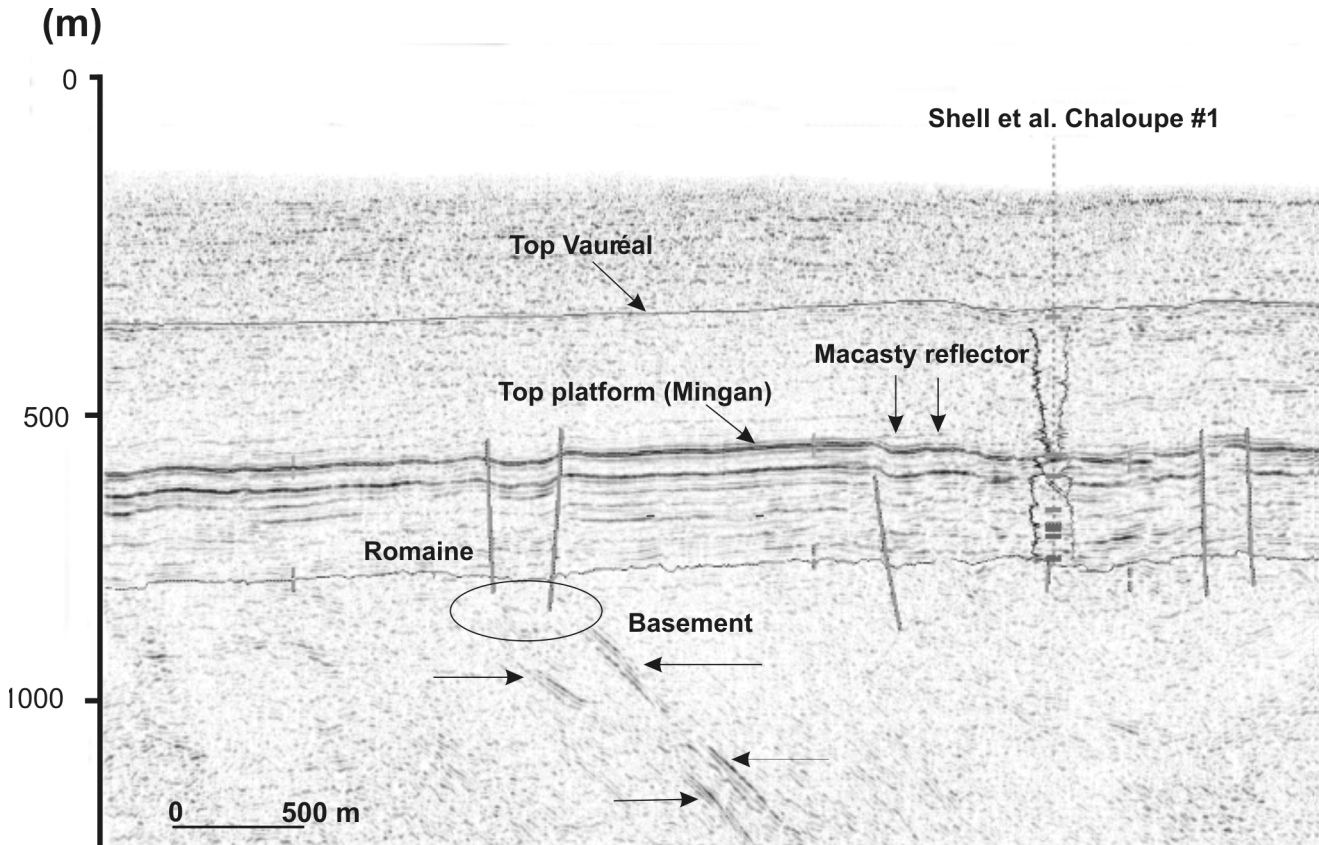 (m)
0
Shell et al. Chaloupe #1
Top Vauréal
Macasty reflector
Top platform (Mingan)
500
Romaine
Basement
1000
0 500 m